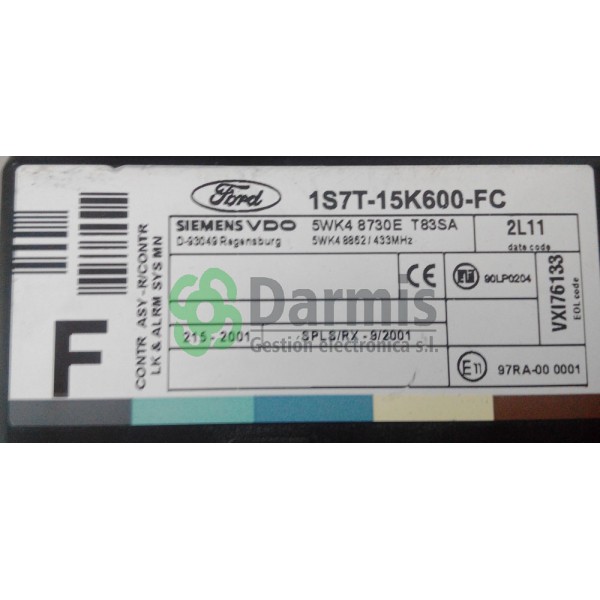 Ford
1S7T-15K600-FC
SIEMENS VDO 5WK4 8730E T83SA
D-93049 Regensburg 5WK4 8852 / 433MHz
2L11
date code
CE
90LP0204
215 - 2001 SPLS/RX - 9/2001
E11 97RA-00 0001
VXI76133
EOL code
CONTR ASY -R/CONTR
LK & ALRM SYS MN
F
Darmis
Gestión electrónica s.l.